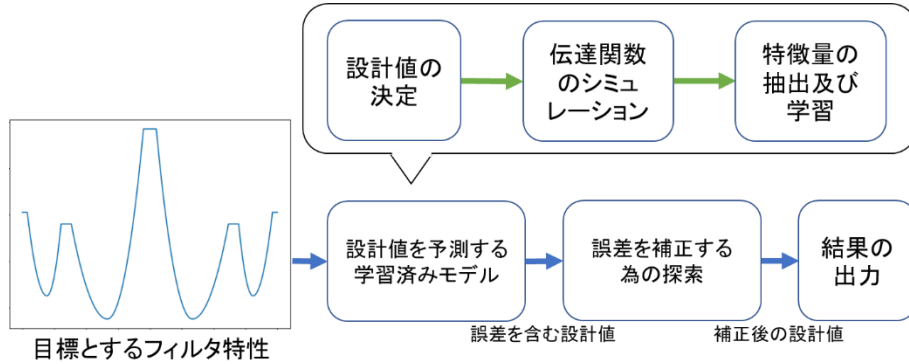 設計値の
決定
伝達関数
のシミュ
レーション
特徴量の
抽出及び
学習
設計値を予測する
学習済みモデル
誤差を補正する
為の探索
結果の
出力
誤差を含む設計値
補正後の設計値
目標とするフィルタ特性